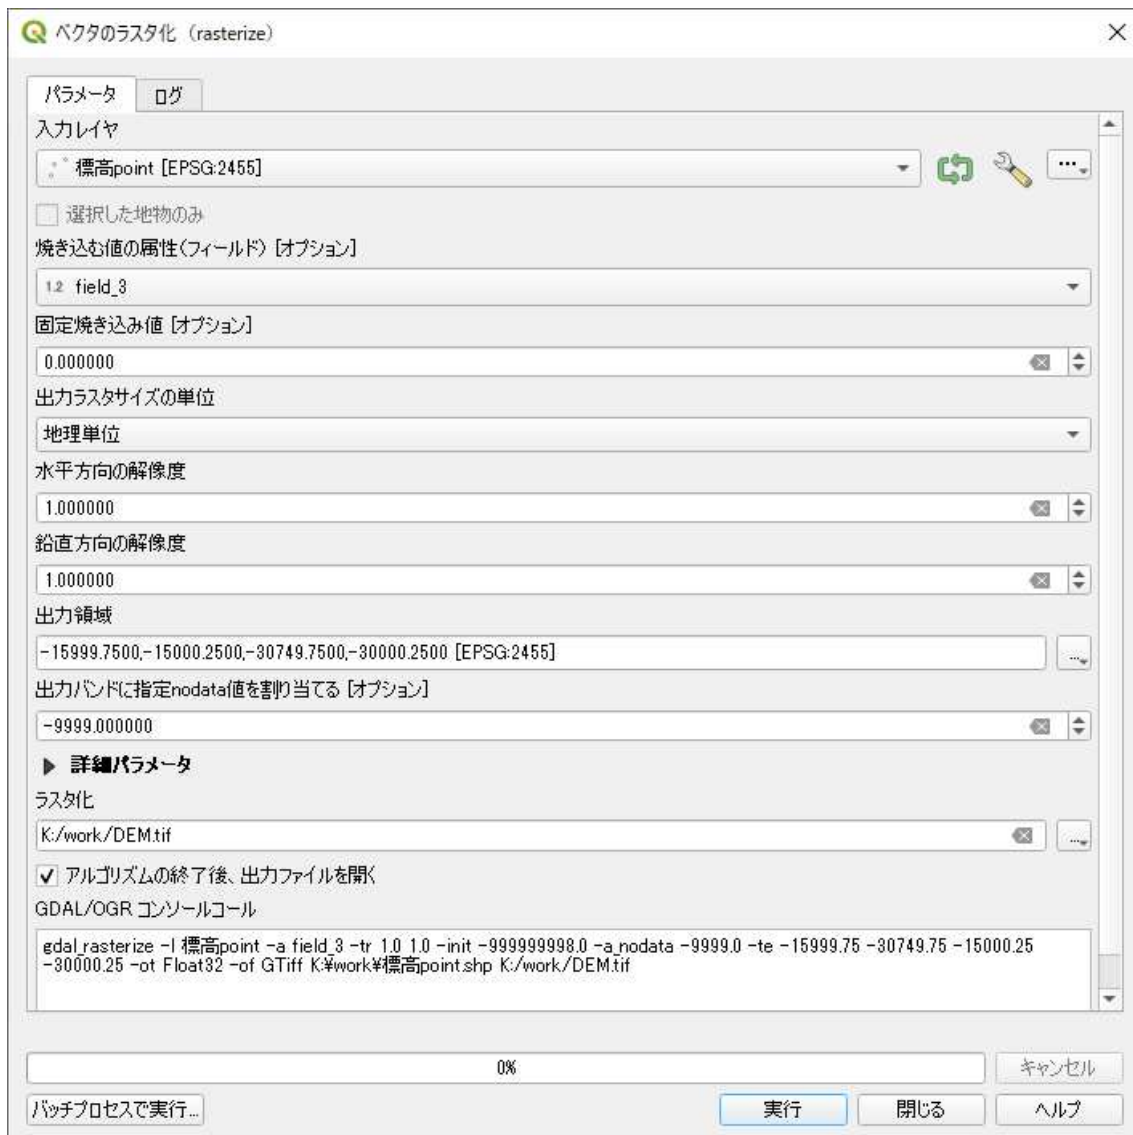 ベクタのラスタ化（rasterize）
パラメータ ログ
入力レイヤ
標高point [EPSG:2455]
...
選択した地物のみ
焼き込む値の属性(フィールド) [オプション]
1.2 field_3
固定焼き込み値 [オプション]
0.000000
出力ラスタサイズの単位
地理単位
水平方向の解像度
1.000000
鉛直方向の解像度
1.000000
出力領域
-15999.7500,-15000.2500,-30749.7500,-30000.2500 [EPSG:2455]
...
出力バンドに指定nodata値を割り当てる [オプション]
-9999.000000
詳細パラメータ
ラスタ化
K:/work/DEM.tif
...
アルゴリズムの終了後、出力ファイルを開く
GDAL/OGR コンソールコール
gdal_rasterize -l 標高point -a field_3 -tr 1.0 1.0 -init -999999998.0 -a_nodata -9999.0 -te -15999.75 -30749.75 -15000.25
-30000.25 -ot Float32 -of GTiff K:¥work¥標高point.shp K:/work/DEM.tif
0%
キャンセル
バッチプロセスで実行...
実行 閉じる ヘルプ